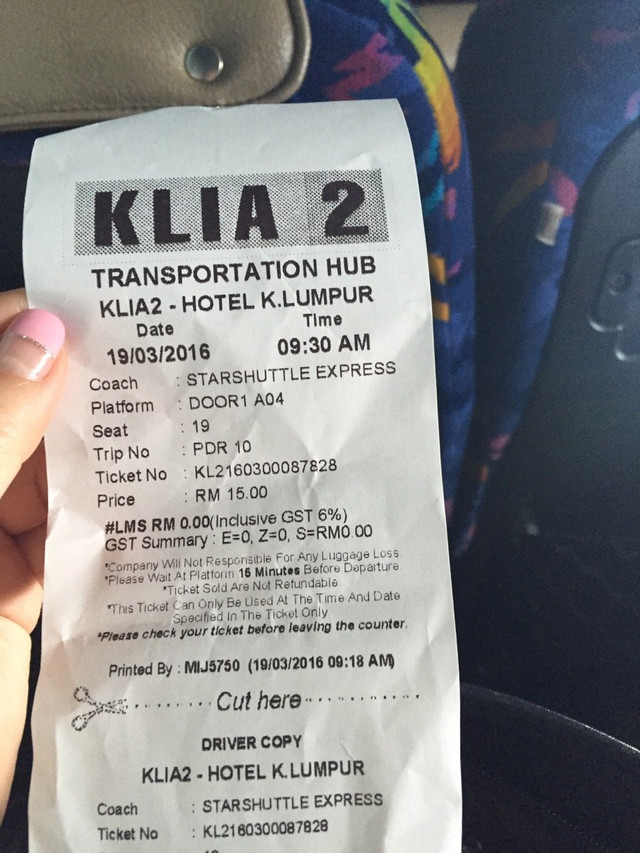 KLIA 2
TRANSPORTATION HUB
KLIA2 - HOTEL K.LUMPUR
Date Time
19/03/2016 09:30 AM
Coach : STARSHUTTLE EXPRESS
Platform : DOOR1 A04
Seat : 19
Trip No : PDR 10
Ticket No : KL2160300087828
Price : RM 15.00
#LMS RM 0.00(Inclusive GST 6%)
GST Summary : E=0, Z=0, S=RM0.00
*Company Will Not Responsible For Any Luggage Loss.
*Please Wait At Platform 15 Minutes Before Departure.
*Ticket Sold Are Not Refundable.
*This Ticket Can Only Be Used At The Time And Date
Specified In The Ticket Only
*Please check your ticket before leaving the counter.
Printed By : MIJ5750 (19/03/2016 09:18 AM)
Cut here
DRIVER COPY
KLIA2 - HOTEL K.LUMPUR
Coach : STARSHUTTLE EXPRESS
Ticket No : KL2160300087828